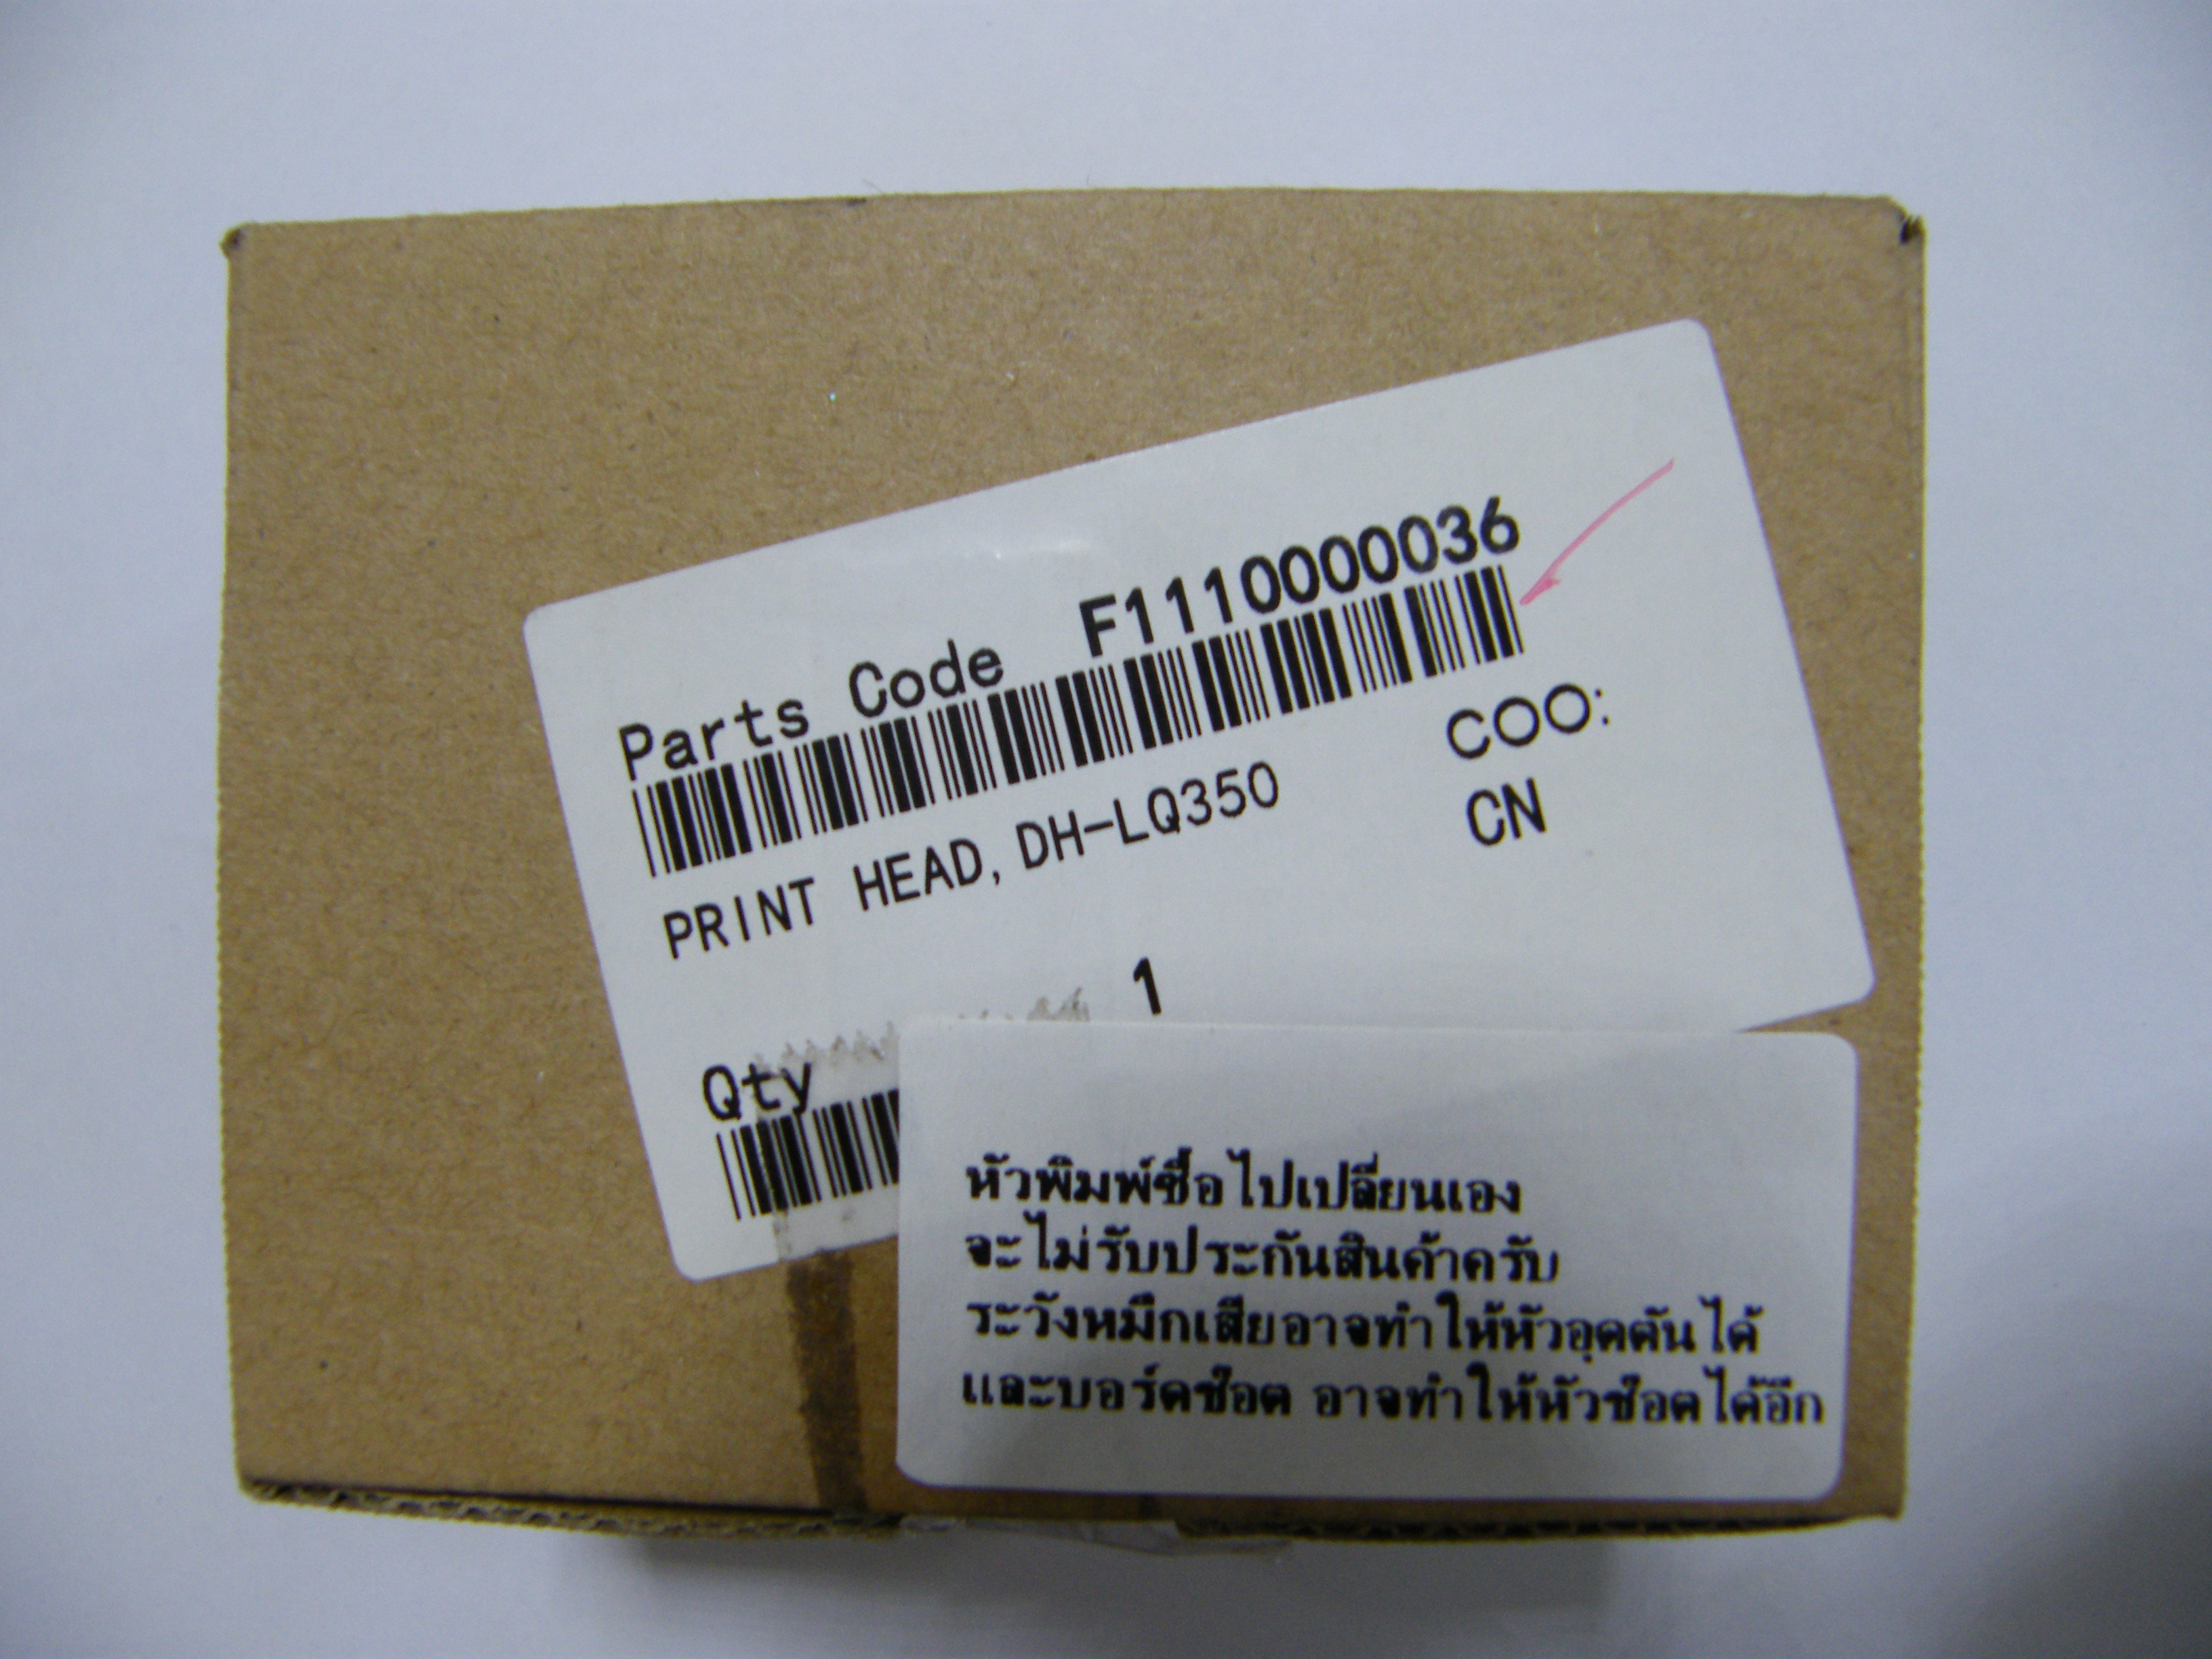 Parts Code F1110000036
PRINT HEAD, DH-LQ350
COO:
CN
1
Qty
หัวพิมพ์ซื้อไปเปลี่ยนเอง
จะไม่รับประกันสินค้าครับ
ระวังหมึกเสียอาจทำให้หัวอุดตันได้
และบอร์ดช๊อต อาจทำให้หัวช๊อตได้อีก